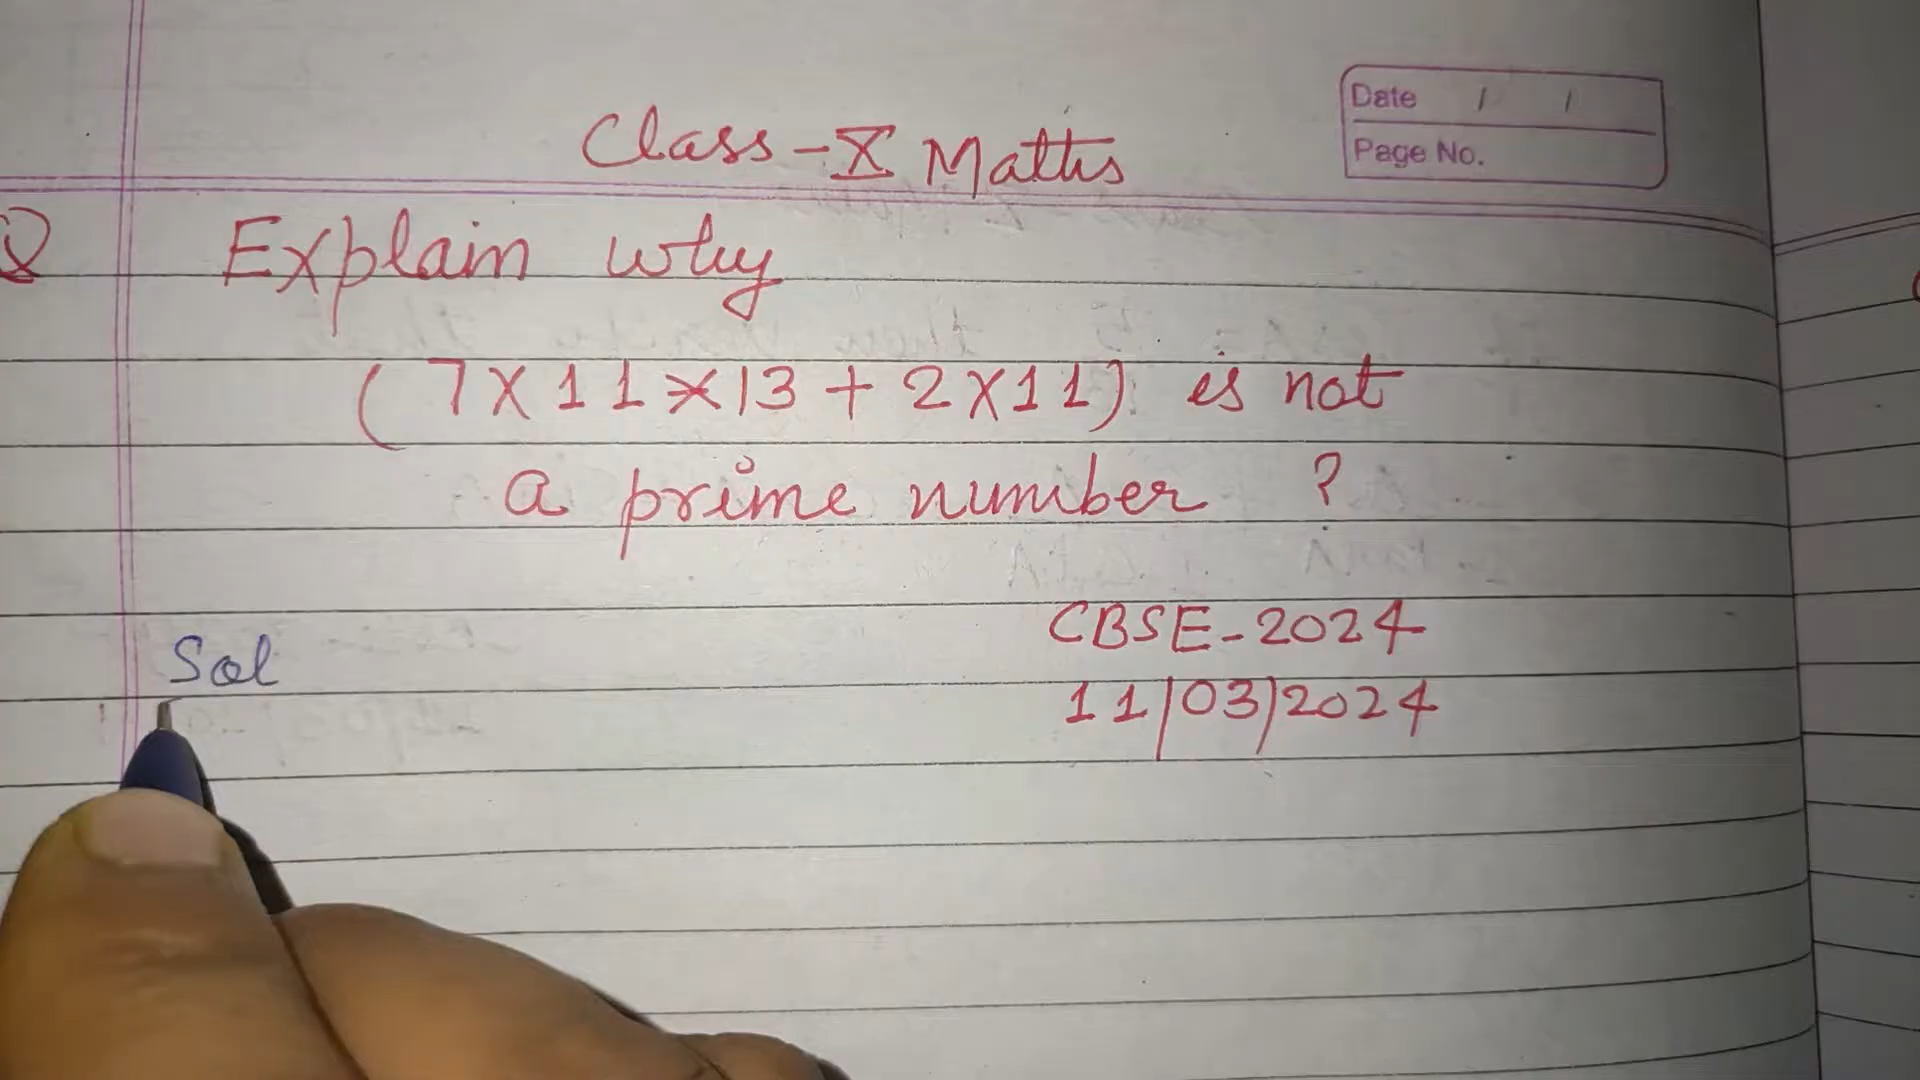 Date / /
Page No.
Class-X Maths
Q Explain why
(7×11×13+2×11) is not
a prime number ?
CBSE-2024
Sol
11/03/2024